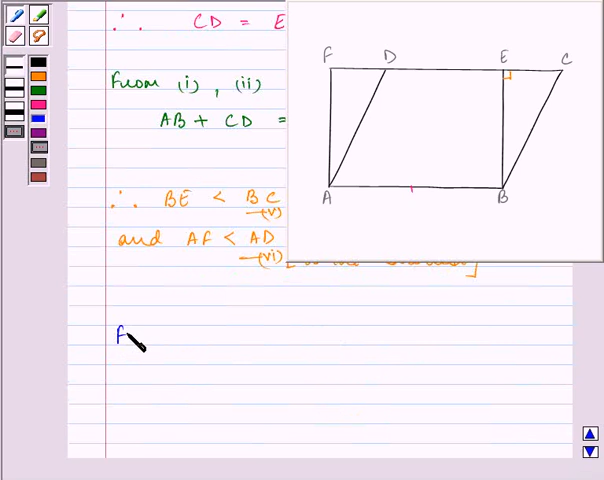 ∴ CD = E
From (i), (ii)
AB + CD =
∴ BE < BC
—(v)
and AF < AD
—(vi)
F
F D E C
A B